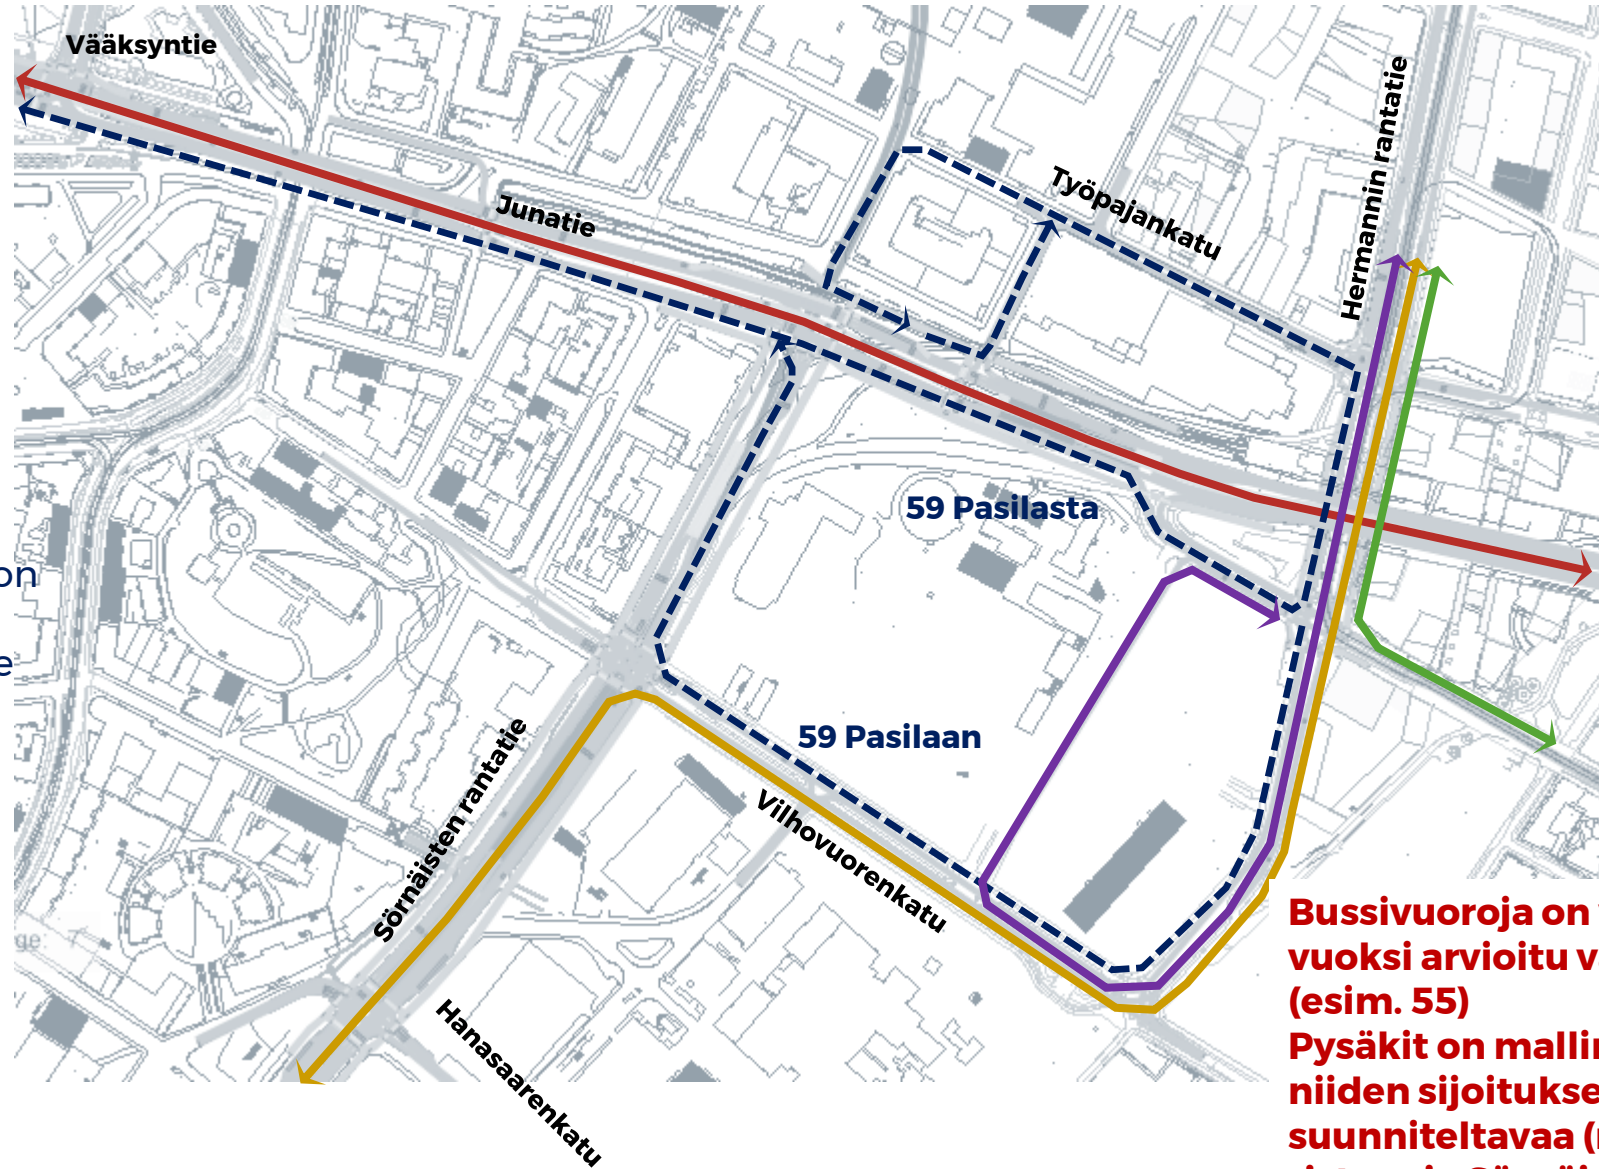 Vääksyntie
Junatie
Työpajankatu
Hermannin rantatie
59 Pasilasta
on
e
59 Pasilaan
Sörnäisten rantatie
Vilhovuorenkatu
Hanasaarenkatu
Bussivuoroja on
vuoksi arvioitu v
(esim. 55)
Pysäkit on mallin
niiden sijoitukse
suunniteltavaa (